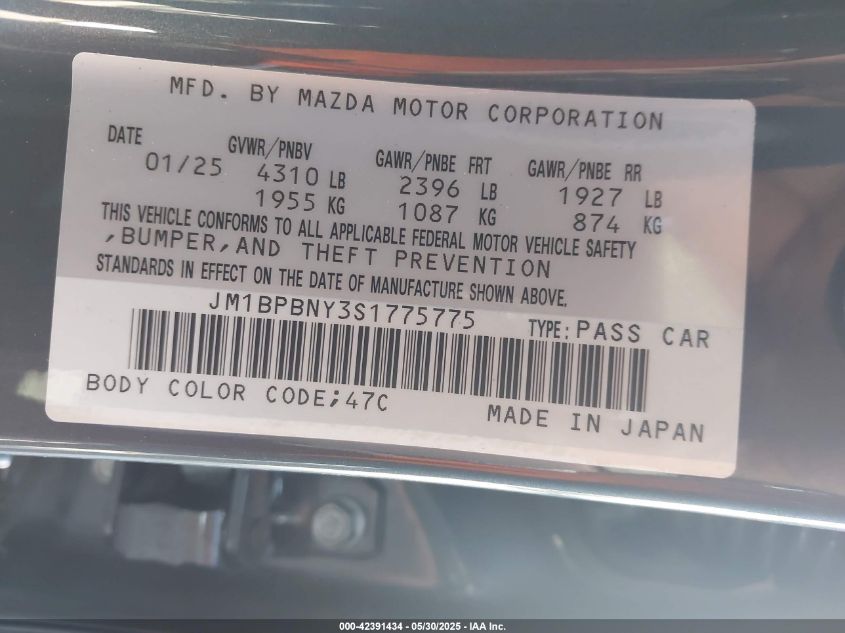 MFD. BY MAZDA MOTOR CORPORATION
DATE GVWR/PNBV GAWR/PNBE FRT GAWR/PNBE RR
01/25 4310 LB 2396 LB 1927 LB
1955 KG 1087 KG 874 KG
THIS VEHICLE CONFORMS TO ALL APPLICABLE FEDERAL MOTOR VEHICLE SAFETY
,BUMPER,AND THEFT PREVENTION
STANDARDS IN EFFECT ON THE DATE OF MANUFACTURE SHOWN ABOVE.
JM1BPBNY3S1775775 TYPE:PASS CAR
BODY COLOR CODE;47C MADE IN JAPAN
000-42391434 - 05/30/2025 - IAA Inc.